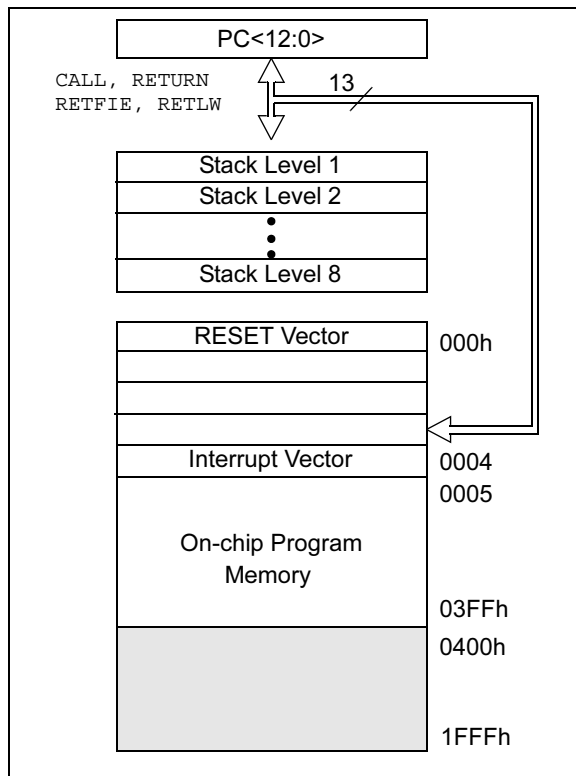 PC<12:0>
CALL, RETURN
RETFIE, RETLW
13
Stack Level 1
Stack Level 2
Stack Level 8
RESET Vector
000h
Interrupt Vector
0004
0005
On-chip Program
Memory
03FFh
0400h
1FFFh